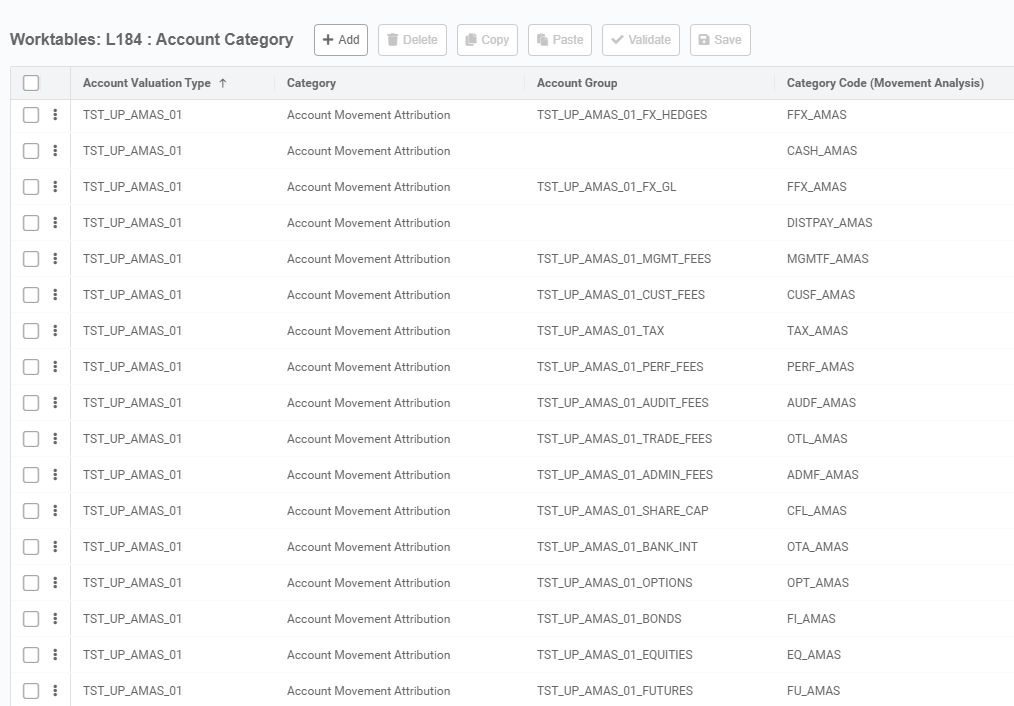 Worktables: L184 : Account Category Add Delete Copy Paste Validate Save
Account Valuation Type Category Account Group Category Code (Movement Analysis)
TST_UP_AMAS_01 Account Movement Attribution TST_UP_AMAS_01_FX_HEDGES FFX_AMAS
TST_UP_AMAS_01 Account Movement Attribution CASH_AMAS
TST_UP_AMAS_01 Account Movement Attribution TST_UP_AMAS_01_FX_GL FFX_AMAS
TST_UP_AMAS_01 Account Movement Attribution DISTPAY_AMAS
TST_UP_AMAS_01 Account Movement Attribution TST_UP_AMAS_01_MGMT_FEES MGMTF_AMAS
TST_UP_AMAS_01 Account Movement Attribution TST_UP_AMAS_01_CUST_FEES CUSF_AMAS
TST_UP_AMAS_01 Account Movement Attribution TST_UP_AMAS_01_TAX TAX_AMAS
TST_UP_AMAS_01 Account Movement Attribution TST_UP_AMAS_01_PERF_FEES PERF_AMAS
TST_UP_AMAS_01 Account Movement Attribution TST_UP_AMAS_01_AUDIT_FEES AUDF_AMAS
TST_UP_AMAS_01 Account Movement Attribution TST_UP_AMAS_01_TRADE_FEES OTL_AMAS
TST_UP_AMAS_01 Account Movement Attribution TST_UP_AMAS_01_ADMIN_FEES ADMF_AMAS
TST_UP_AMAS_01 Account Movement Attribution TST_UP_AMAS_01_SHARE_CAP CFL_AMAS
TST_UP_AMAS_01 Account Movement Attribution TST_UP_AMAS_01_BANK_INT OTA_AMAS
TST_UP_AMAS_01 Account Movement Attribution TST_UP_AMAS_01_OPTIONS OPT_AMAS
TST_UP_AMAS_01 Account Movement Attribution TST_UP_AMAS_01_BONDS FI_AMAS
TST_UP_AMAS_01 Account Movement Attribution TST_UP_AMAS_01_EQUITIES EQ_AMAS
TST_UP_AMAS_01 Account Movement Attribution TST_UP_AMAS_01_FUTURES FU_AMAS